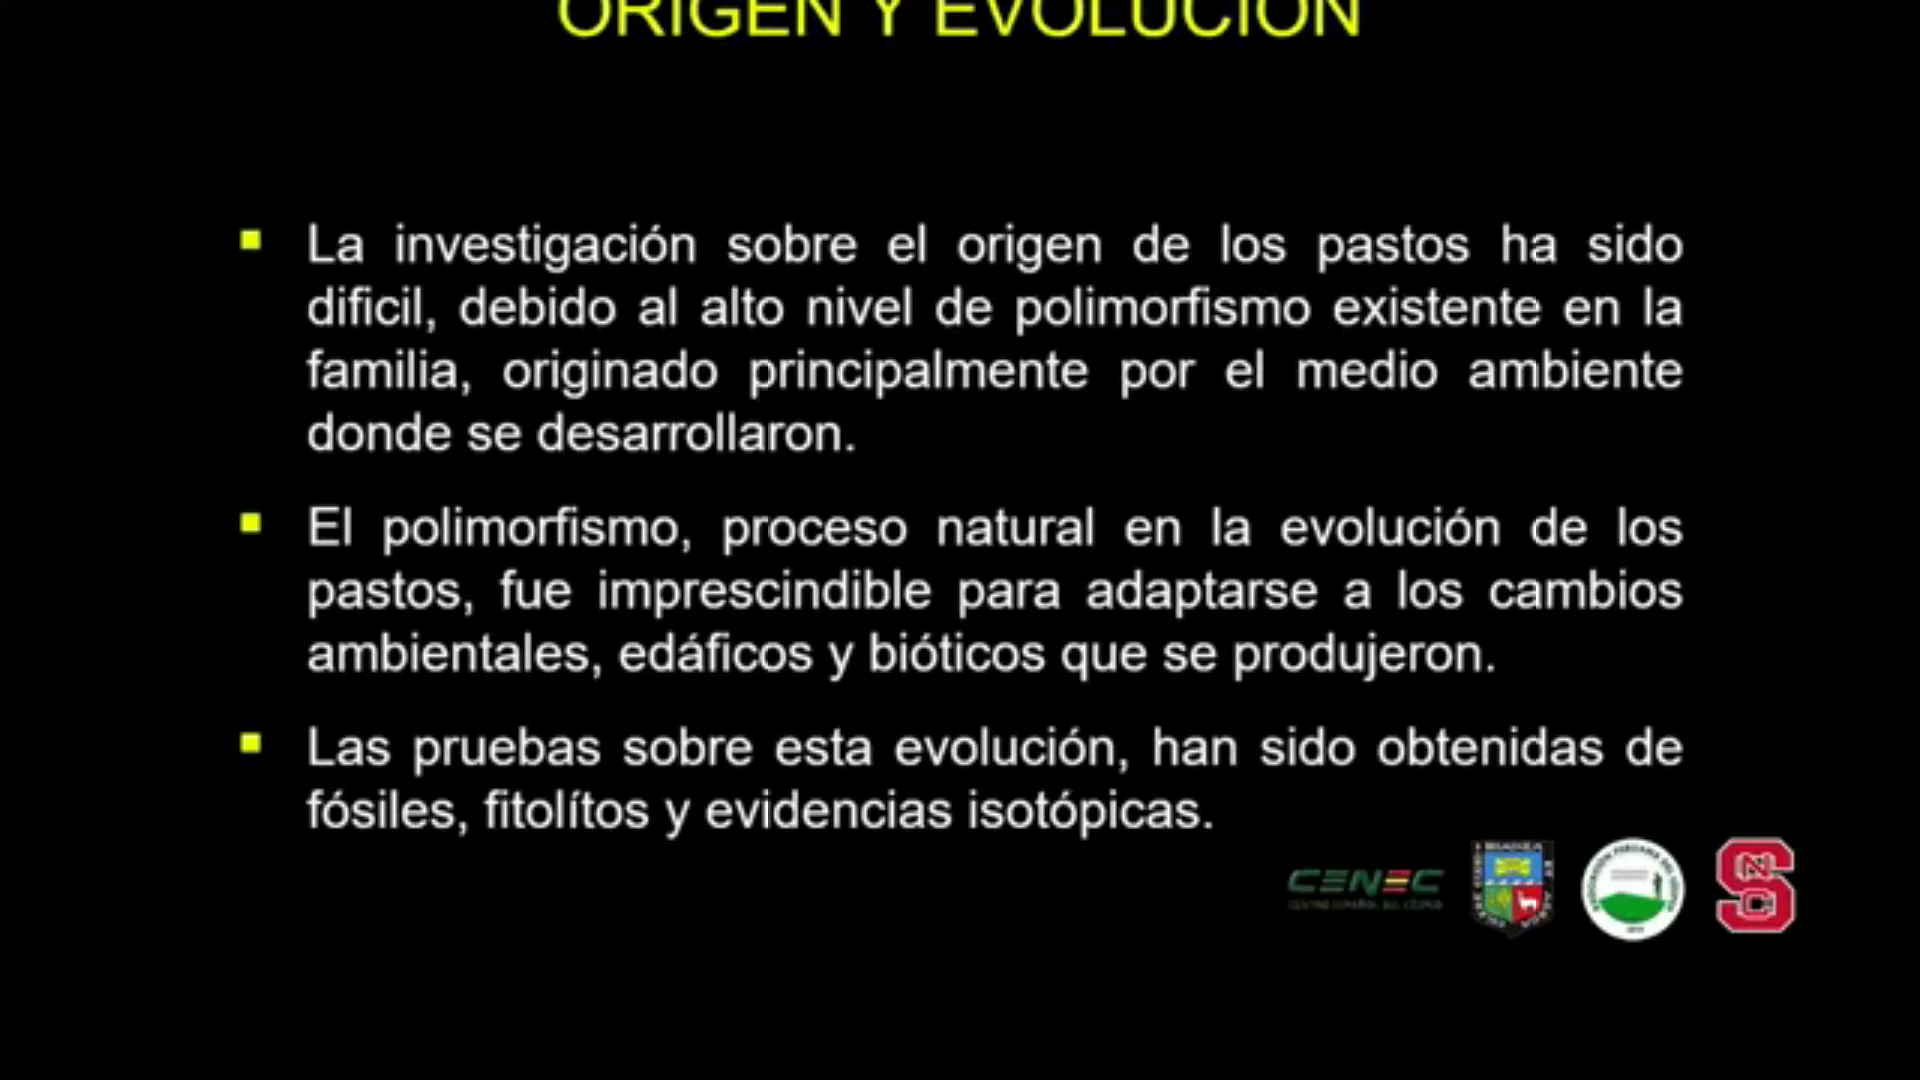 ORIGEN Y EVOLUCIÓN
La investigación sobre el origen de los pastos ha sido
dificil, debido al alto nivel de polimorfismo existente en la
familia, originado principalmente por el medio ambiente
donde se desarrollaron.
El polimorfismo, proceso natural en la evolución de los
pastos, fue imprescindible para adaptarse a los cambios
ambientales, edáficos y bióticos que se produjeron.
Las pruebas sobre esta evolución, han sido obtenidas de
fósiles, fitolítos y evidencias isotópicas.
CENEC